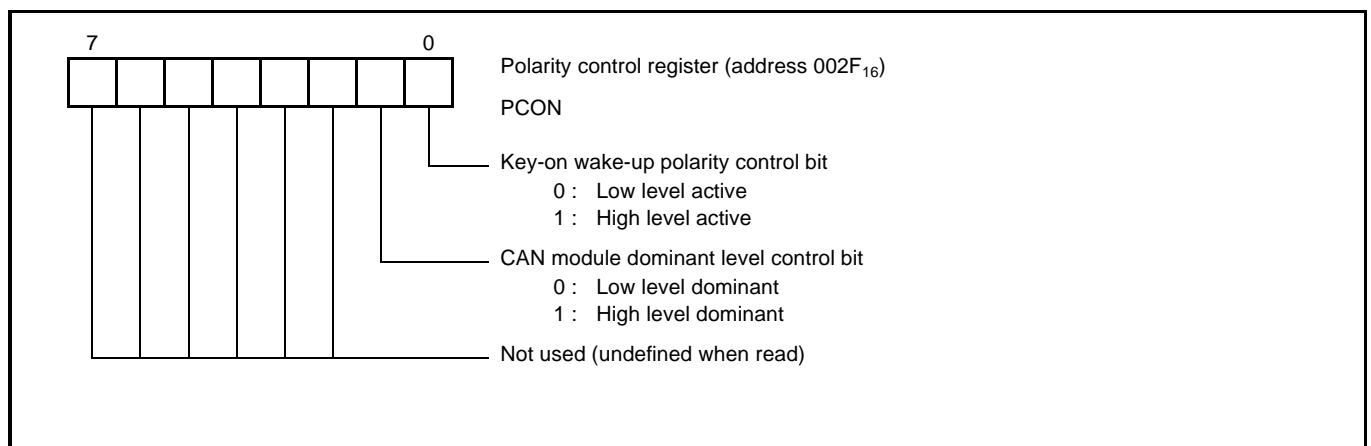 7 0
Polarity control register (address 002F16)
PCON
Key-on wake-up polarity control bit
0 : Low level active
1 : High level active
CAN module dominant level control bit
0 : Low level dominant
1 : High level dominant
Not used (undefined when read)